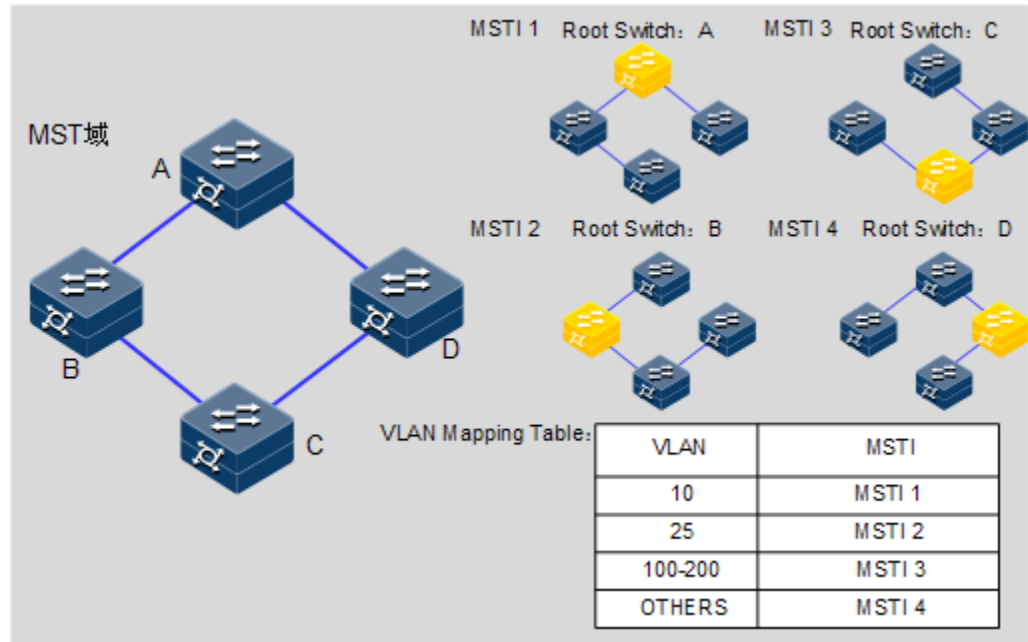 MSTI 1 Root Switch：A
MSTI 3 Root Switch：C
MST域
A
B
D
C
MSTI 2 Root Switch：B
MSTI 4 Root Switch：D
VLAN Mapping Table：
VLAN MSTI
10 MSTI 1
25 MSTI 2
100-200 MSTI 3
OTHERS MSTI 4